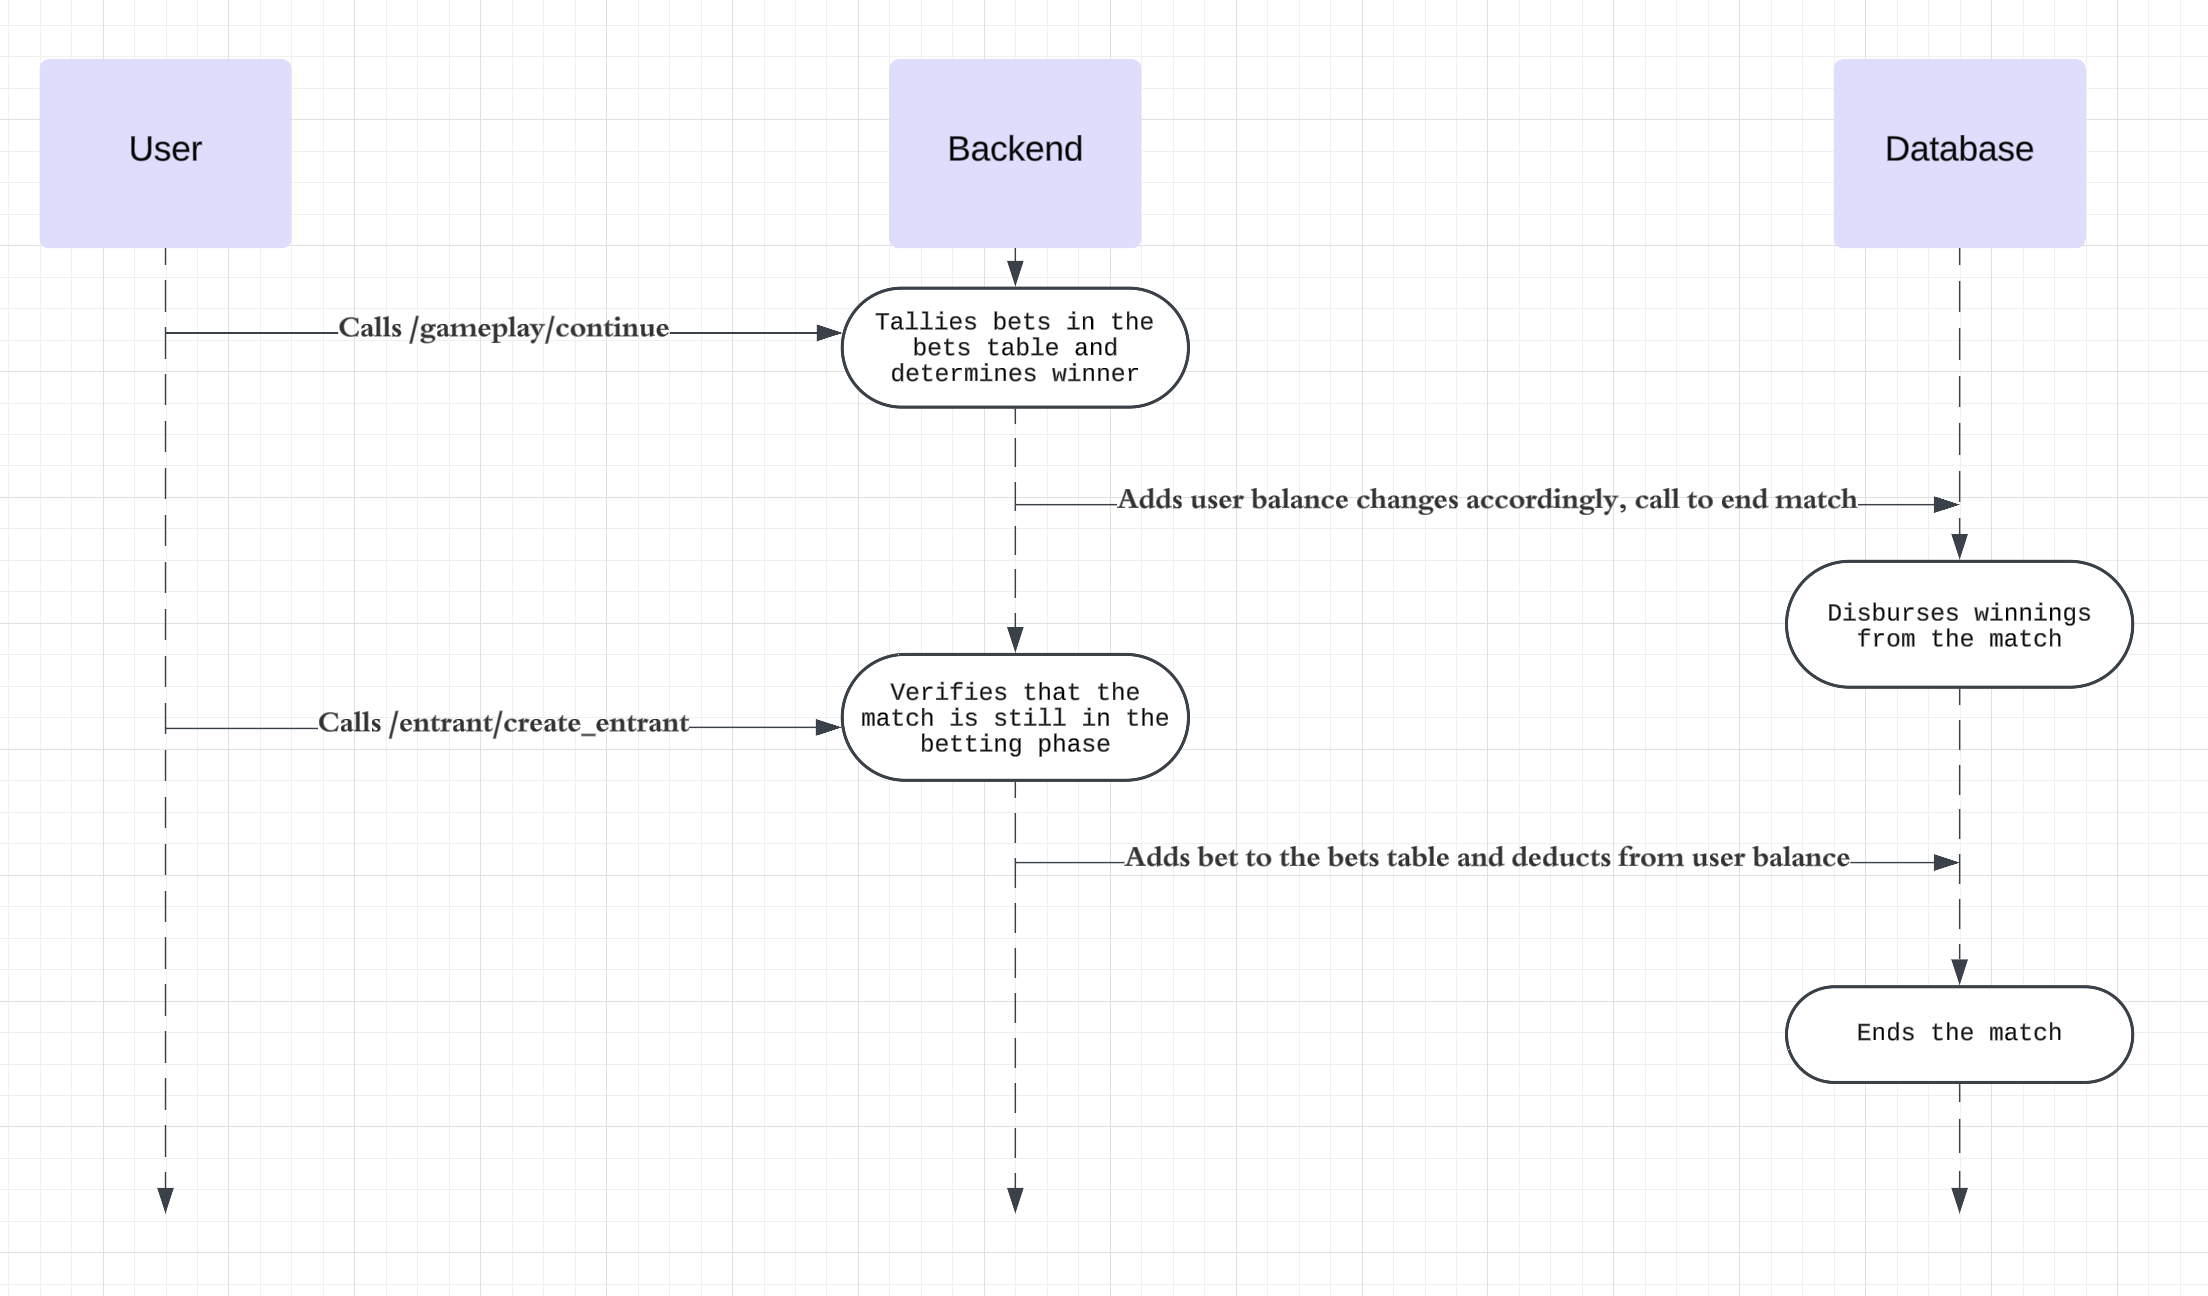 User
Backend
Database
Calls /gameplay/continue
Tallies bets in the
bets table and
determines winner
Adds user balance changes accordingly, call to end match
Disburses winnings
from the match
Calls /entrant/create_entrant
Verifies that the
match is still in the
betting phase
Adds bet to the bets table and deducts from user balance
Ends the match